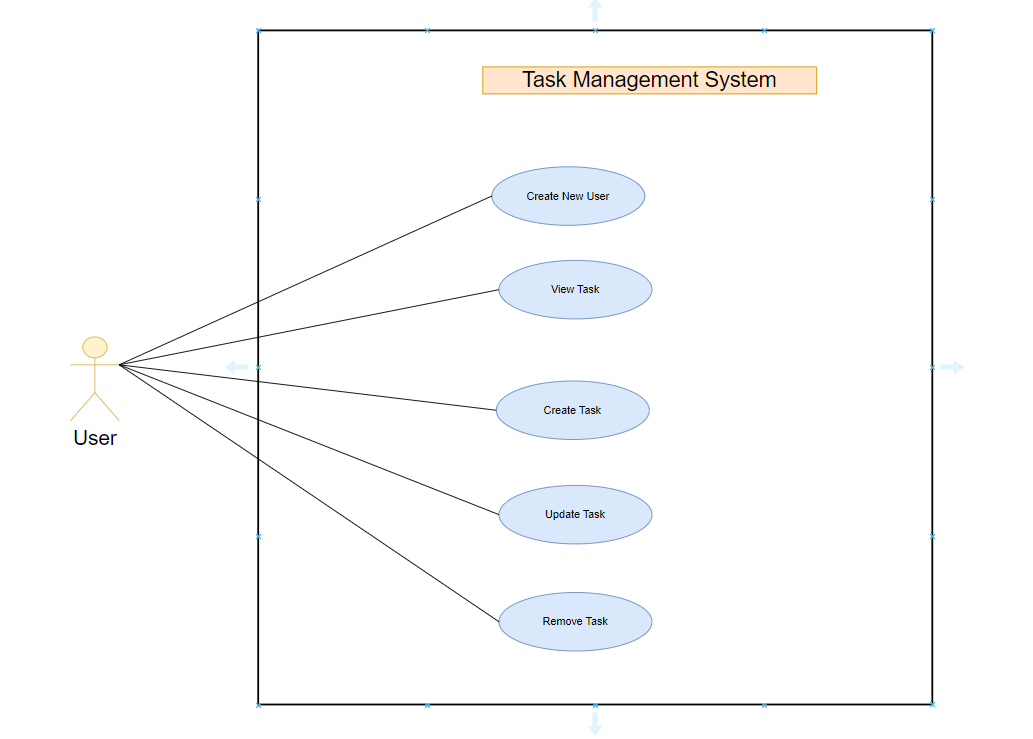 Task Management System
Create New User
View Task
Create Task
Update Task
Remove Task
User